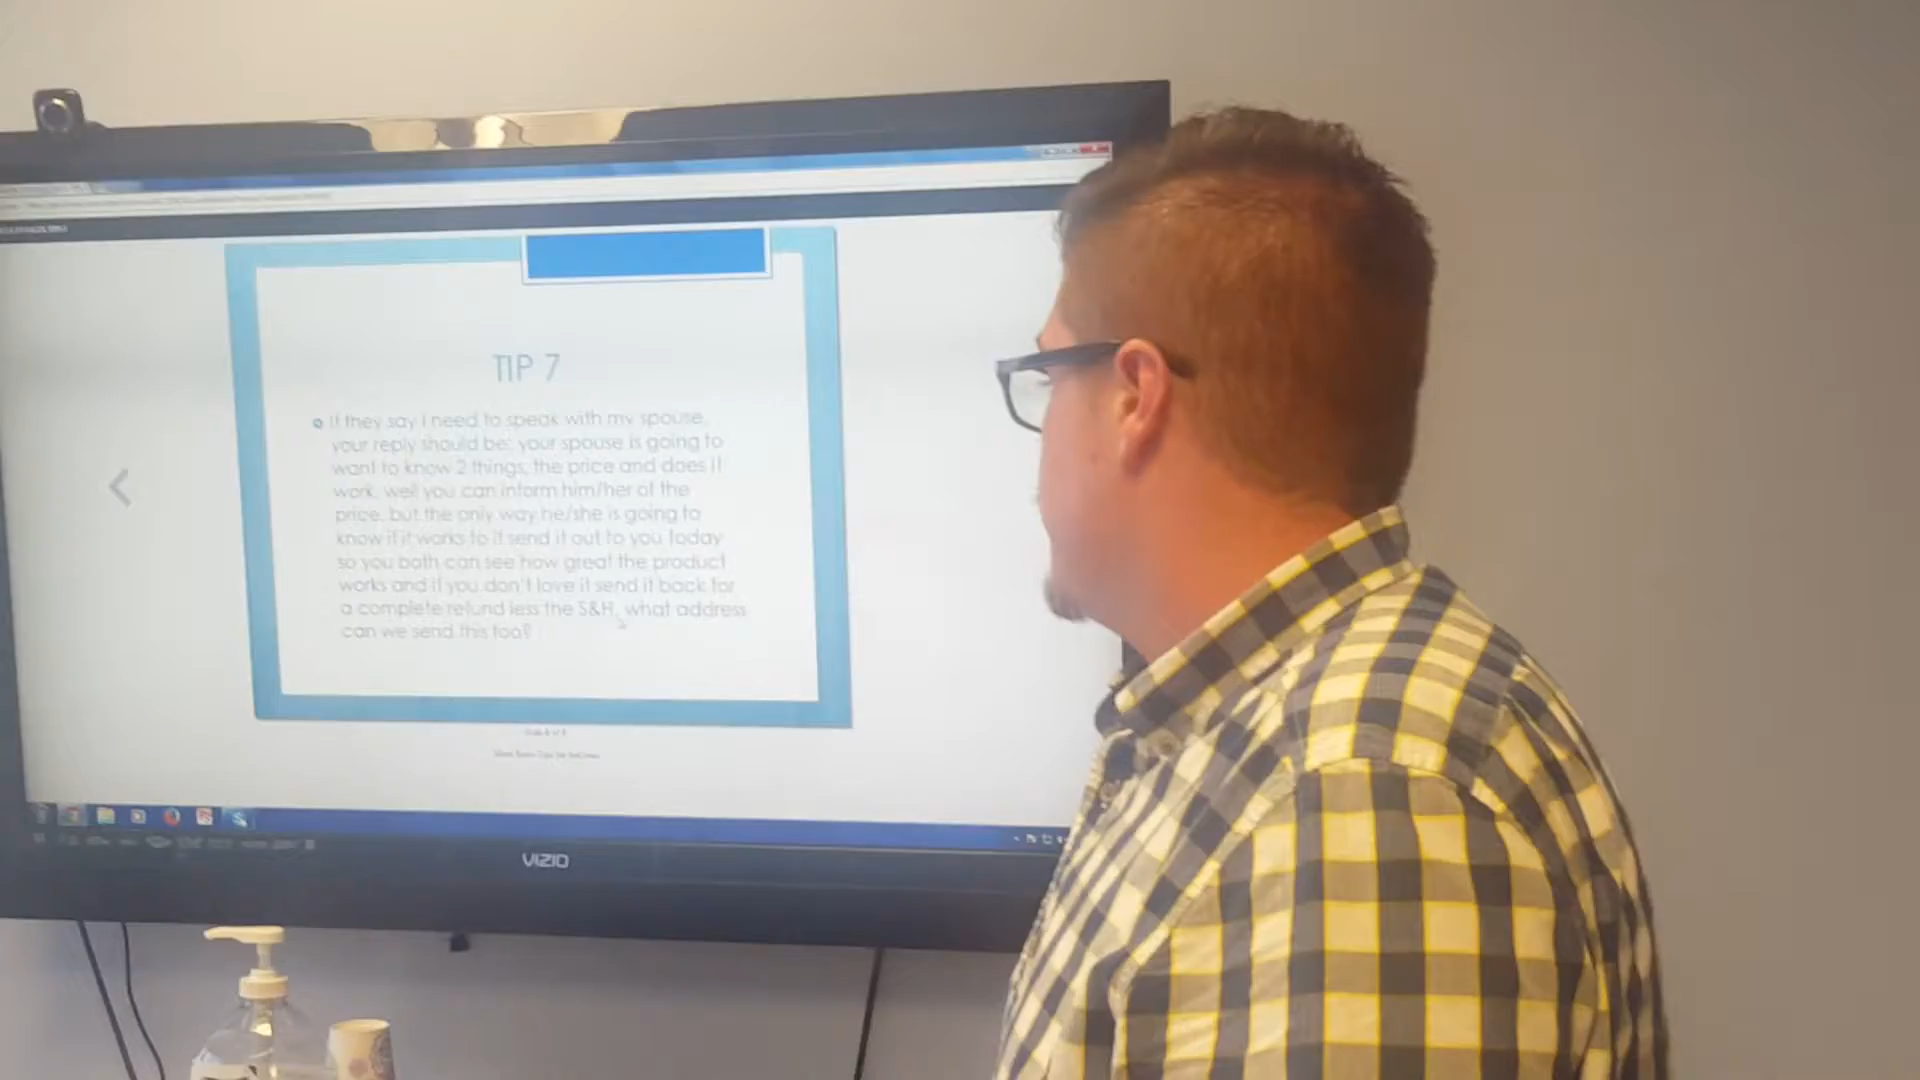 TIP 7
If they say I need to speak with my spouse,
your reply should be: your spouse is going to
want to know 2 things, the price and does it
work, well you can inform him/her of the
price, but the only way he/she is going to
know if it works to it send it out to you today
so you both can see how great the product
works and if you don't love it send it back for
a complete refund less the S&H, what address
can we send this too?
VIZIO